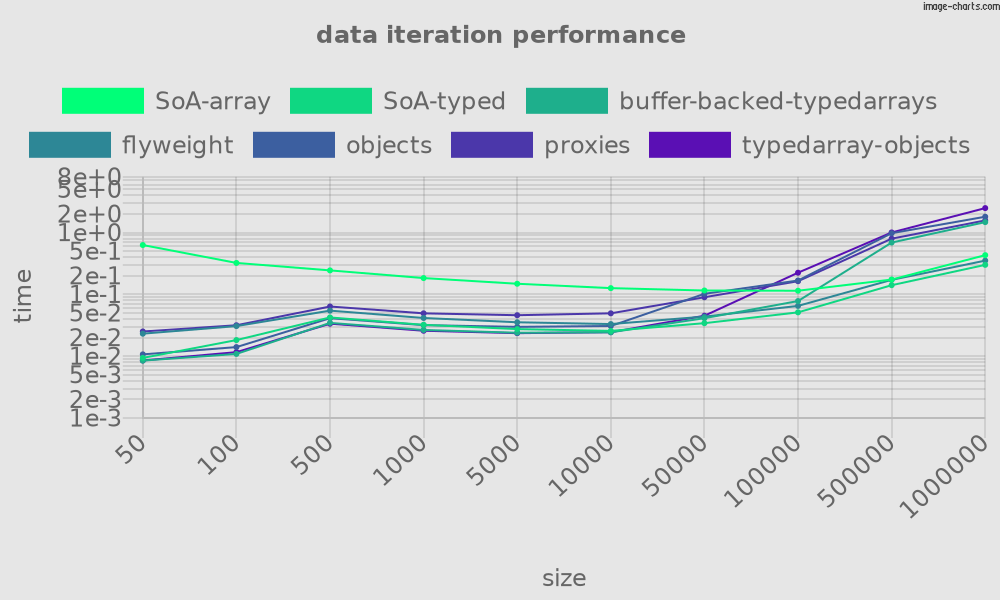 image-charts.com
data iteration performance
SoA-array SoA-typed buffer-backed-typedarrays
flyweight objects proxies typedarray-objects
8e+0
5e+0
2e+0
1e+0
5e-1
2e-1
1e-1
5e-2
2e-2
1e-2
5e-3
2e-3
1e-3
time
50 100 500 1000 5000 10000 50000 100000 500000 1000000
size